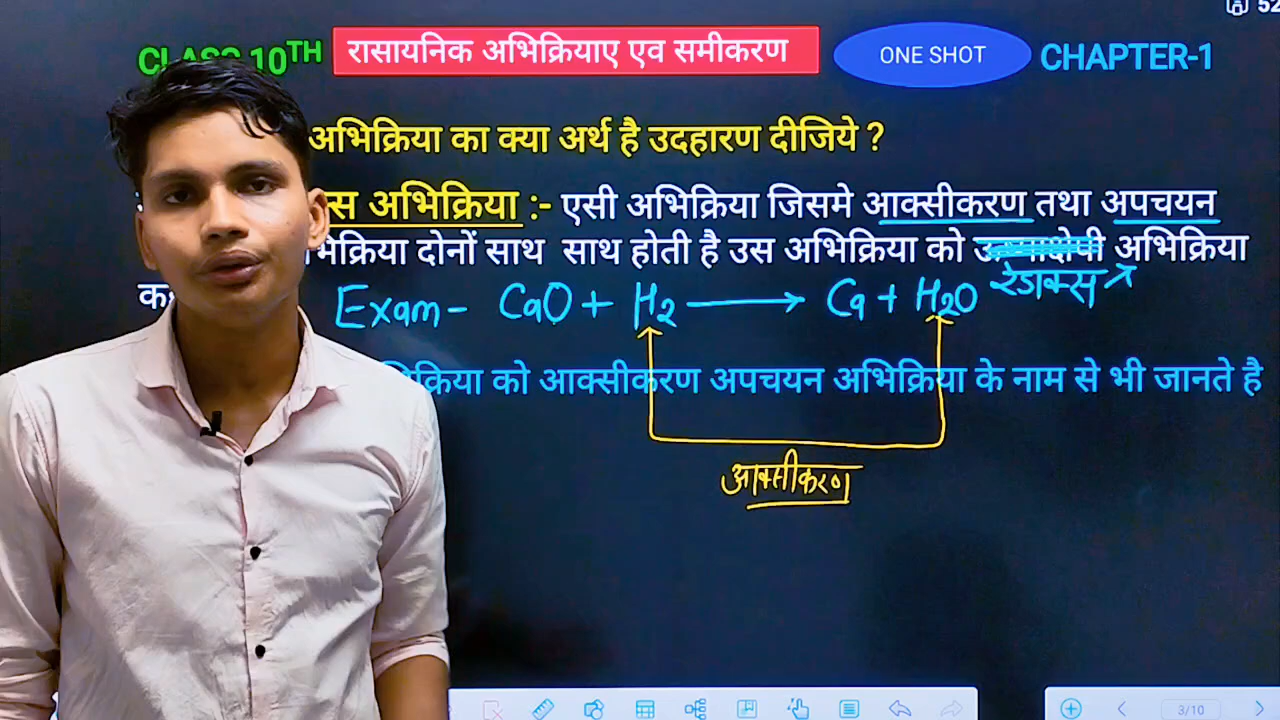 52
CLASS 10TH रासायनिक अभिक्रियाए एव समीकरण ONE SHOT CHAPTER-1
अभिक्रिया का क्या अर्थ है उदहारण दीजिये ?
स अभिक्रिया :- एसी अभिक्रिया जिसमे आक्सीकरण तथा अपचयन
भिक्रिया दोनों साथ साथ होती है उस अभिक्रिया को अभिक्रिया
रेडाक्स
Exam- CaO + H2 → Ca + H2O
क्रिया को आक्सीकरण अपचयन अभिक्रिया के नाम से भी जानते है
आक्सीकरण
3/10